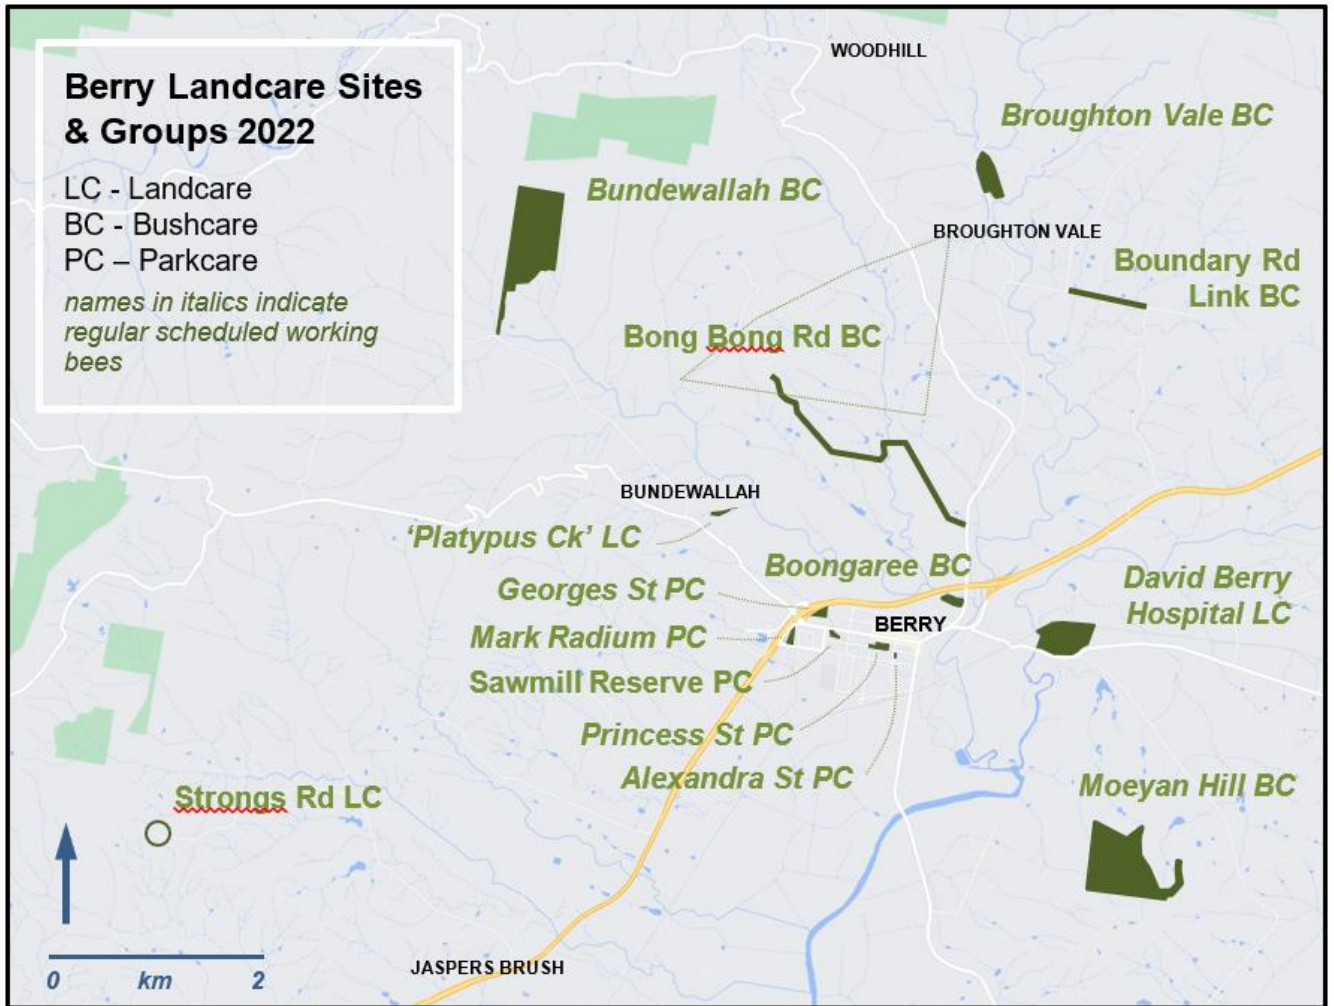 Berry Landcare Sites
& Groups 2022
LC - Landcare
BC - Bushcare
PC – Parkcare
names in italics indicate
regular scheduled working
bees
WOODHILL
Broughton Vale BC
Bundewallah BC
BROUGHTON VALE
Boundary Rd
Link BC
Bong Bong Rd BC
BUNDEWALLAH
‘Platypus Ck’ LC
Boongaree BC
Georges St PC
David Berry
Hospital LC
BERRY
Mark Radium PC
Sawmill Reserve PC
Princess St PC
Alexandra St PC
Moeyan Hill BC
Strongs Rd LC
JASPERS BRUSH
0 km 2